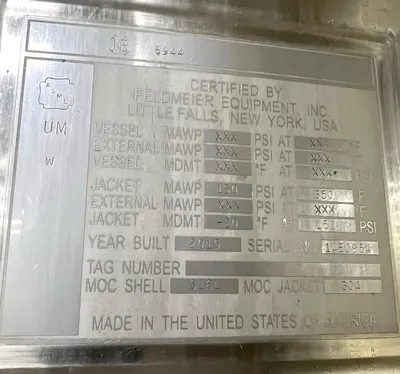 6944
ASME
UM
W
CERTIFIED BY
FELDMEIER EQUIPMENT, INC.
LITTLE FALLS, NEW YORK, USA
VESSEL MAWP XXX PSI AT XXX °F
EXTERNAL MAWP XXX PSI AT XXX
VESSEL MDMT XXX °F AT XXX
JACKET MAWP 150 PSI AT 350 F
EXTERNAL MAWP XXX PSI AT XXX F
JACKET MDMT -20 °F AT 150 PSI
YEAR BUILT 2015 SERIAL NO.
TAG NUMBER
MOC SHELL 316L MOC JACKET 304
MADE IN THE UNITED STATES OF AMERICA